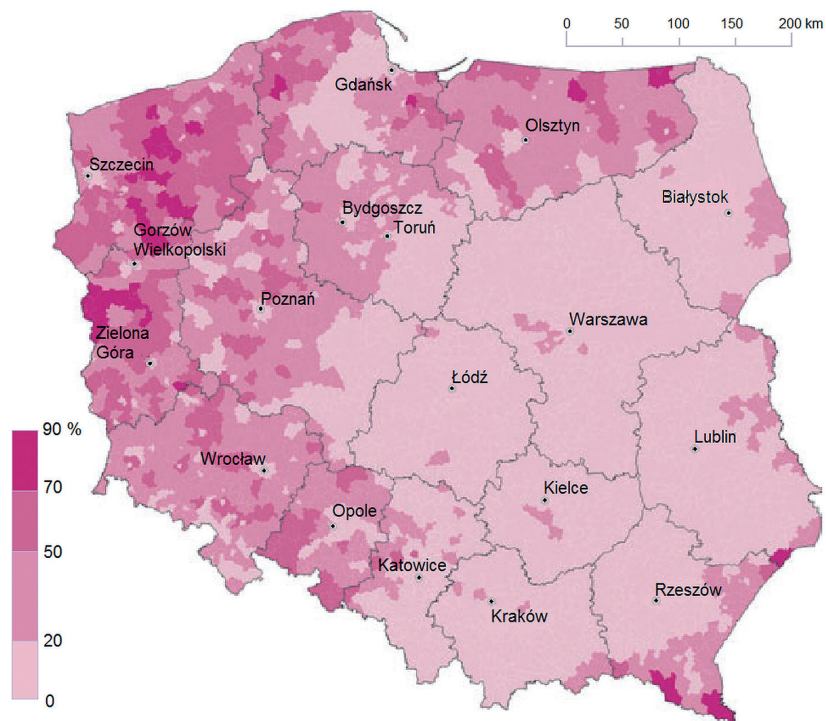 0 50 100 150 200 km
Gdańsk
Olsztyn
Szczecin
Białystok
Bydgoszcz
Toruń
Gorzów
Wielkopolski
Poznań
Warszawa
Zielona
Góra
Łódź
90 %
70
50
20
0
Lublin
Wrocław
Kielce
Opole
Katowice
Rzeszów
Kraków